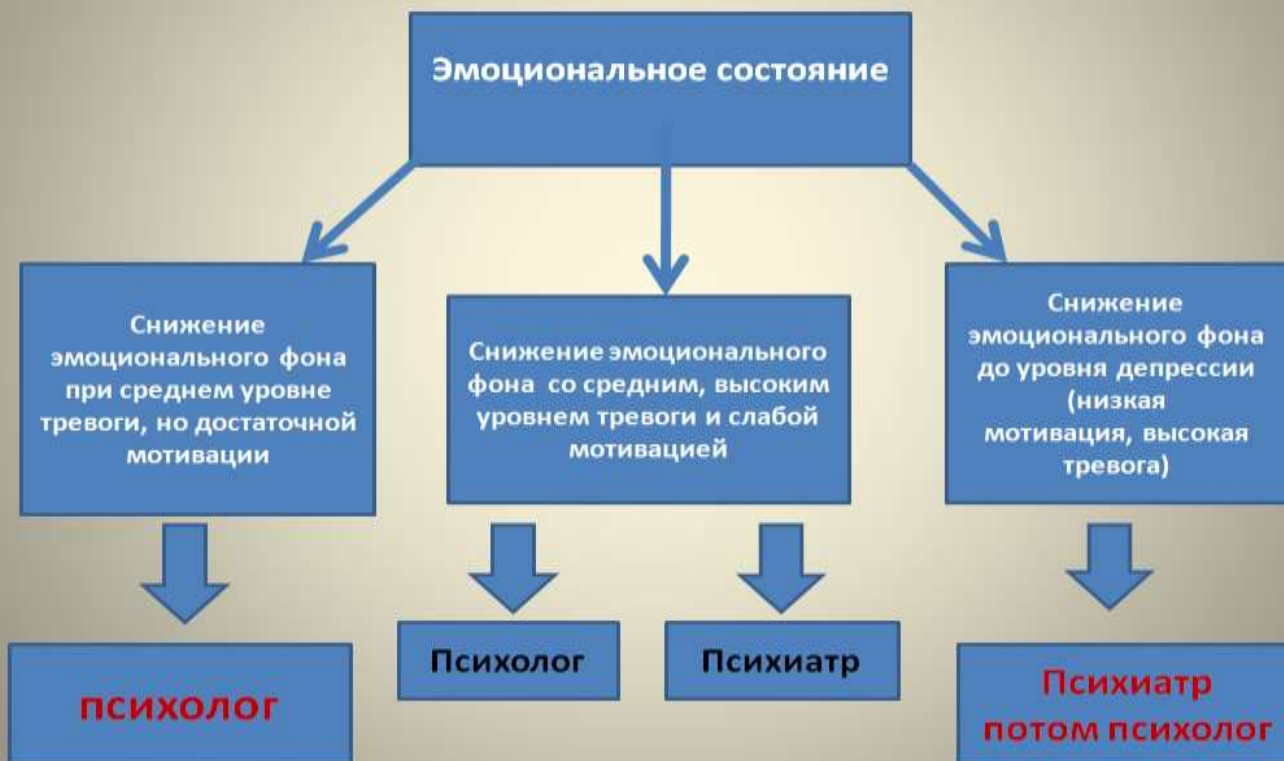 Эмоциональное состояние
Снижение
эмоционального фона
при среднем уровне
тревоги, но достаточной
мотивации
Снижение эмоционального
фона со средним, высоким
уровнем тревоги и слабой
мотивацией
Снижение
эмоционального фона
до уровня депрессии
(низкая
мотивация, высокая
тревога)
психолог
Психолог
Психиатр
Психиатр
потом психолог